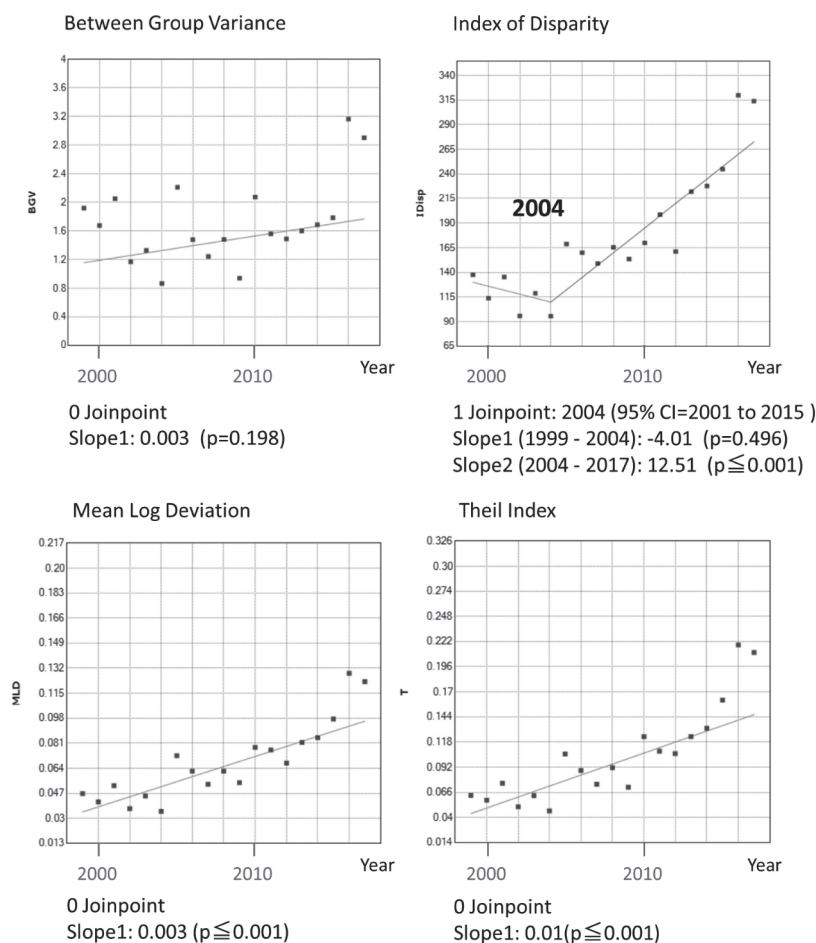 Between Group Variance
4
3.6
3.2
2.8
2.4
2
1.6
1.2
0.8
0.4
0
BGV
2000
2010
Year
0 Joinpoint
Slope1: 0.003 (p=0.198)
Index of Disparity
340
315
290
265
240
215
190
165
140
115
90
65
IDisp
2004
2000
2010
Year
1 Joinpoint: 2004 (95% CI=2001 to 2015 )
Slope1 (1999 - 2004): -4.01 (p=0.496)
Slope2 (2004 - 2017): 12.51 (p≦0.001)
Mean Log Deviation
0.217
0.20
0.183
0.166
0.149
0.132
0.115
0.098
0.081
0.064
0.047
0.03
0.013
MLD
2000
2010
Year
0 Joinpoint
Slope1: 0.003 (p≦0.001)
Theil Index
0.326
0.30
0.274
0.248
0.222
0.196
0.17
0.144
0.118
0.092
0.066
0.04
0.014
T
2000
2010
Year
0 Joinpoint
Slope1: 0.01(p≦0.001)